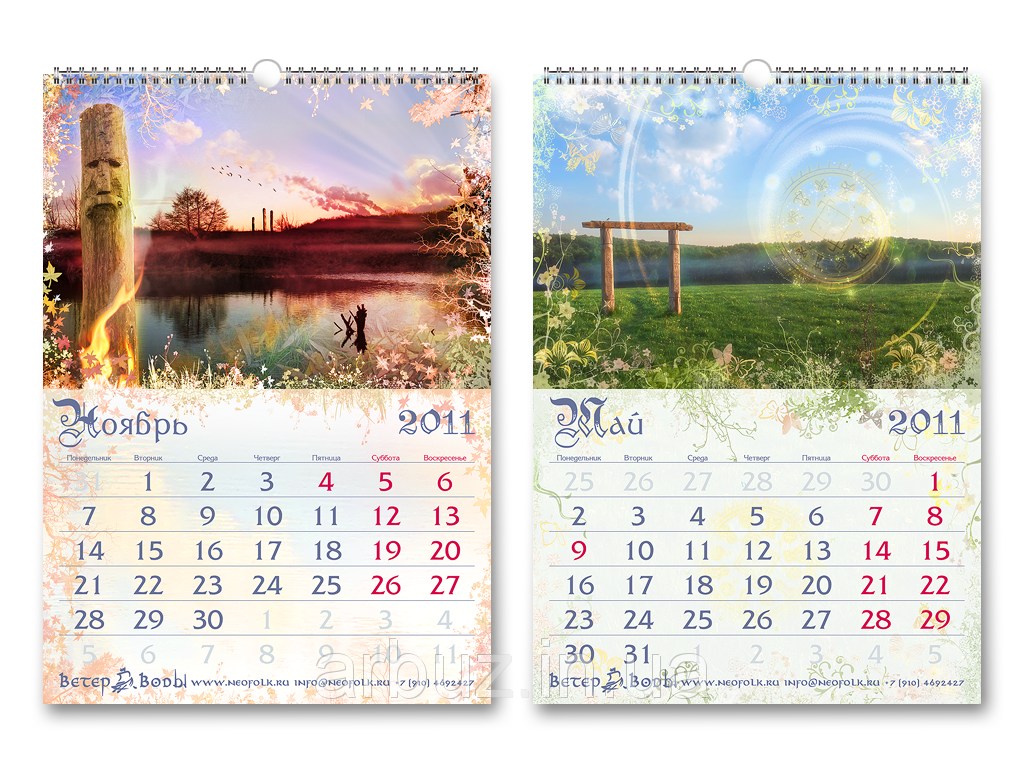 Ноябрь 2011
Понедельник Вторник Среда Четверг Пятница Суббота Воскресенье
31 1 2 3 4 5 6
7 8 9 10 11 12 13
14 15 16 17 18 19 20
21 22 23 24 25 26 27
28 29 30 1 2 3 4
5 6 7 8 9 10 11
Ветер Воды www.neofolk.ru info@neofolk.ru +7 (910) 4692427
Май 2011
Понедельник Вторник Среда Четверг Пятница Суббота Воскресенье
25 26 27 28 29 30 1
2 3 4 5 6 7 8
9 10 11 12 13 14 15
16 17 18 19 20 21 22
23 24 25 26 27 28 29
30 31 1 2 3 4 5
Ветер Воды www.neofolk.ru info@neofolk.ru +7 (910) 4692427
arbuz.in.ua